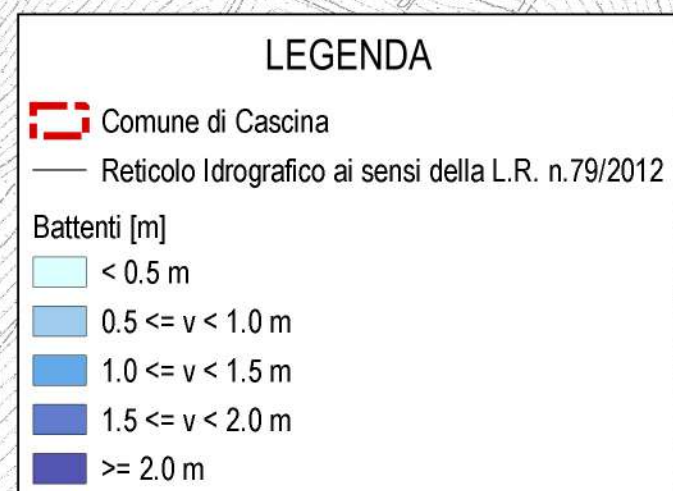 LEGENDA
Comune di Cascina
Reticolo Idrografico ai sensi della L.R. n.79/2012
Battenti [m]
< 0.5 m
0.5 <= v < 1.0 m
1.0 <= v < 1.5 m
1.5 <= v < 2.0 m
>= 2.0 m